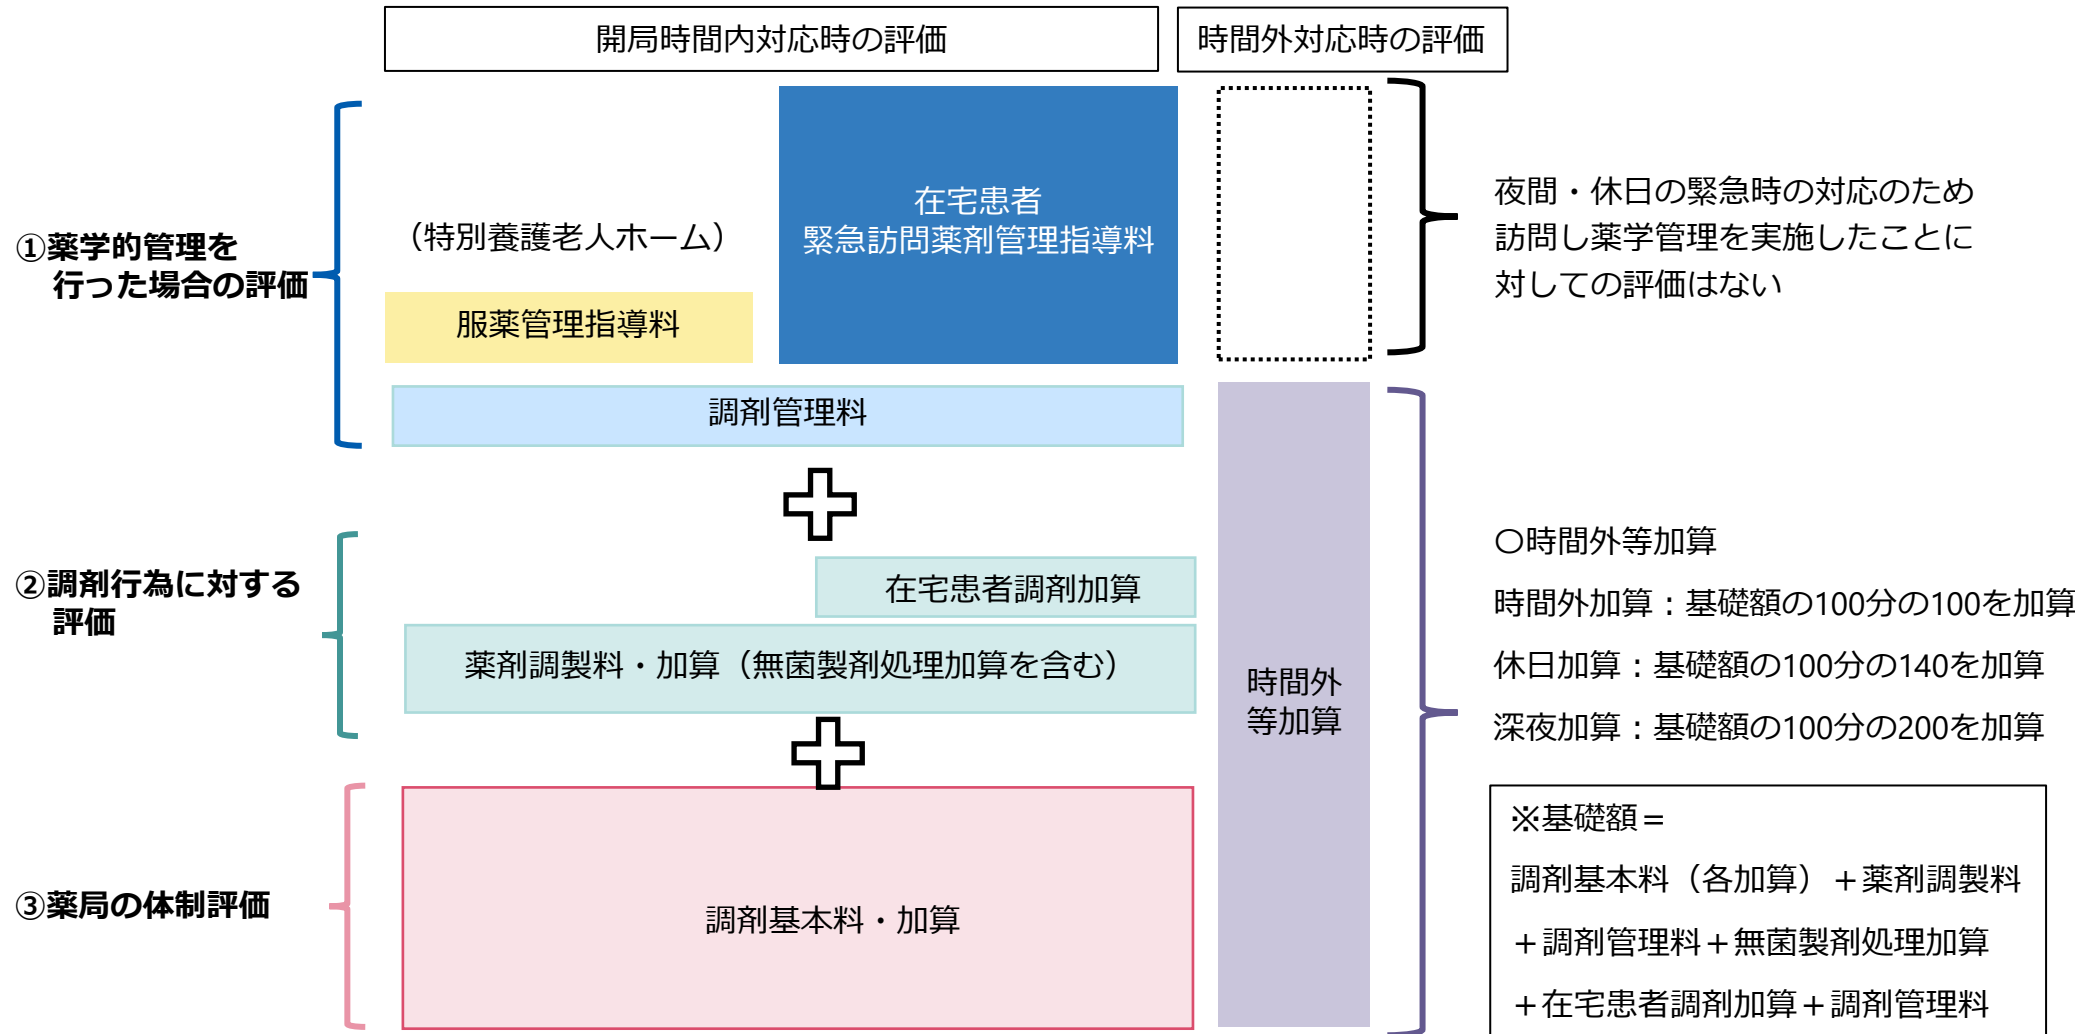 開局時間内対応時の評価
時間外対応時の評価
①薬学的管理を
行った場合の評価
（特別養護老人ホーム）
服薬管理指導料
在宅患者
緊急訪問薬剤管理指導料
調剤管理料
夜間・休日の緊急時の対応のため
訪問し薬学管理を実施したことに
対しての評価はない
②調剤行為に対する
評価
在宅患者調剤加算
薬剤調製料・加算（無菌製剤処理加算を含む）
③薬局の体制評価
調剤基本料・加算
時間外
等加算
〇時間外等加算
時間外加算：基礎額の100分の100を加算
休日加算：基礎額の100分の140を加算
深夜加算：基礎額の100分の200を加算
※基礎額＝
調剤基本料（各加算）＋薬剤調製料
＋調剤管理料＋無菌製剤処理加算
＋在宅患者調剤加算＋調剤管理料